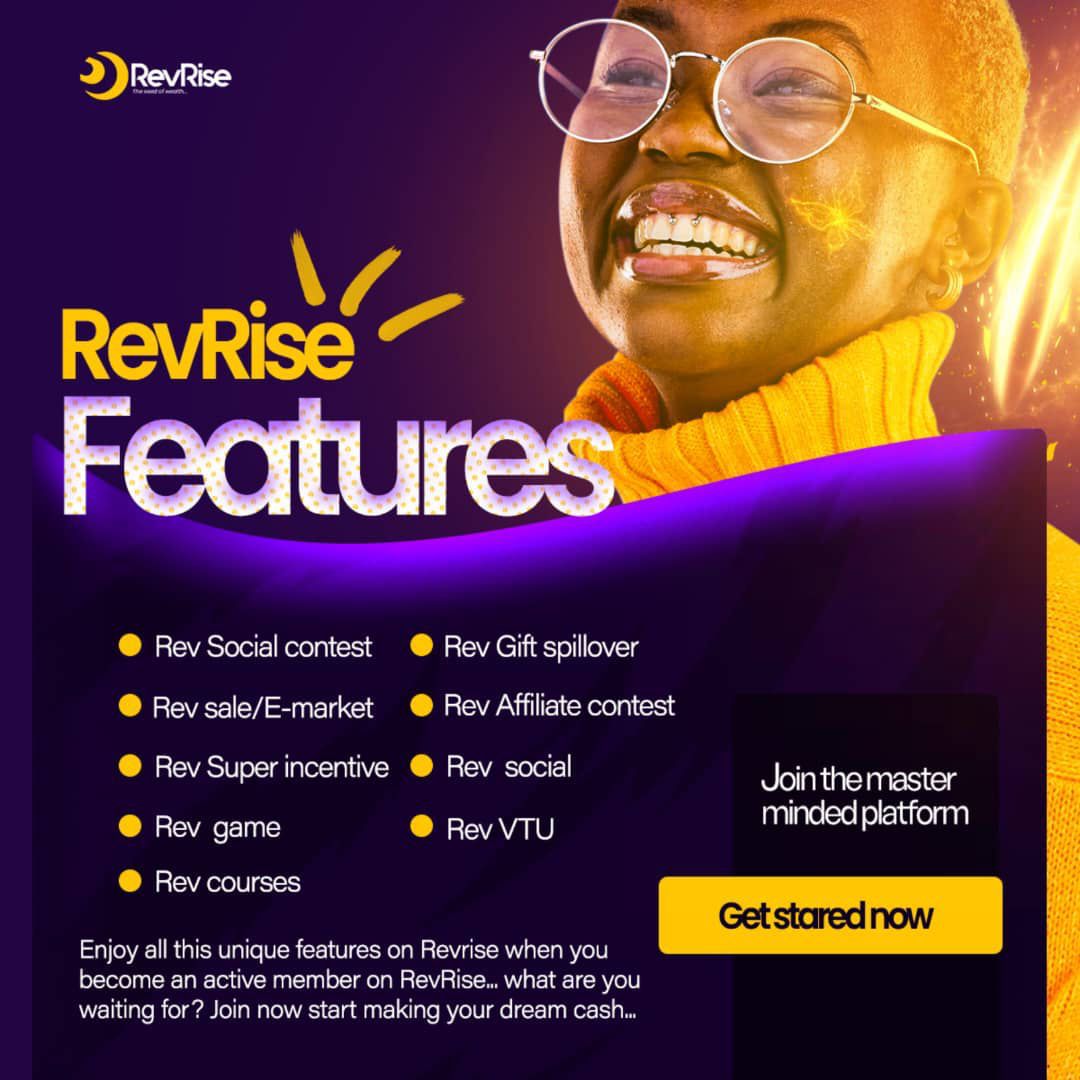 RevRise
the seed of wealth...
RevRise
Features
Rev Social contest
Rev Gift spillover
Rev sale/E-market
Rev Affiliate contest
Rev Super incentive
Rev social
Rev game
Rev VTU
Rev courses
Join the master
minded platform
Get stared now
Enjoy all this unique features on Revrise when you
become an active member on RevRise... what are you
waiting for? Join now start making your dream cash...